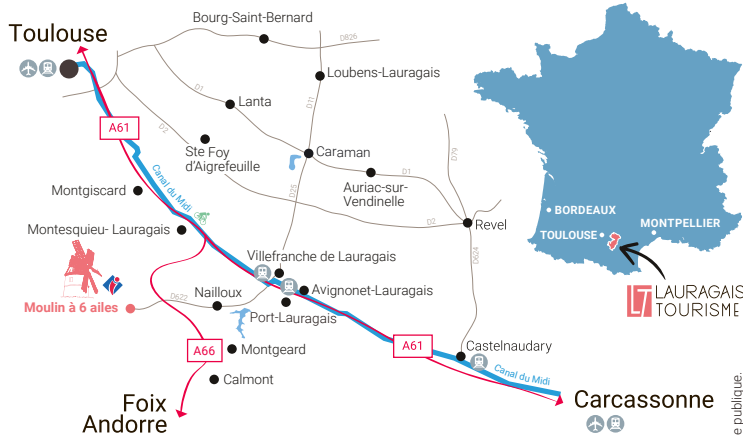 Bourg-Saint-Bernard
Toulouse
D826
Loubens-Lauragais
D1
D11
Lanta
A61
D2
Ste Foy
d'Aigrefeuille
Caraman
D1
D79
Auriac-sur-
Vendinelle
Canal du Midi
Montgiscard
D25
D2
Revel
Montesquieu- Lauragais
D624
Villefranche de Lauragais
Avignonet-Lauragais
Nailloux
D622
Moulin à 6 ailes
Port-Lauragais
A66
Montgeard
A61
Castelnaudary
Calmont
Canal du Midi
Foix
Andorre
Carcassonne
BORDEAUX
TOULOUSE
MONTPELLIER
LT
LAURAGAIS
TOURISME
e publique.